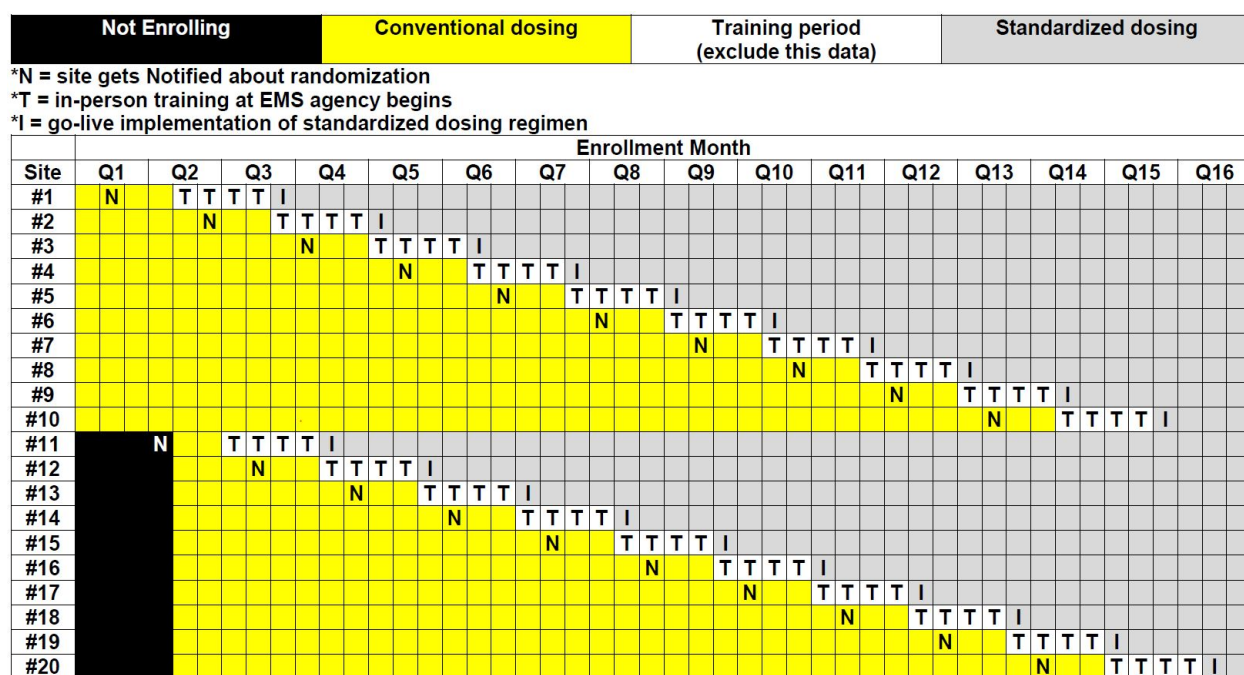 Not Enrolling Conventional dosing Training period Standardized dosing
(exclude this data)
*N = site gets Notified about randomization
*T = in-person training at EMS agency begins
*I = go-live implementation of standardized dosing regimen
Enrollment Month
Site Q1 Q2 Q3 Q4 Q5 Q6 Q7 Q8 Q9 Q10 Q11 Q12 Q13 Q14 Q15 Q16
#1 N T T T T I
#2 N T T T T I
#3 N T T T T I
#4 N T T T T I
#5 N T T T T I
#6 N T T T T I
#7 N T T T T I
#8 N T T T T I
#9 N T T T T I
#10 N T T T T I
#11 N T T T T I
#12 N T T T T I
#13 N T T T T I
#14 N T T T T I
#15 N T T T T I
#16 N T T T T I
#17 N T T T T I
#18 N T T T T I
#19 N T T T T I
#20 N T T T T I